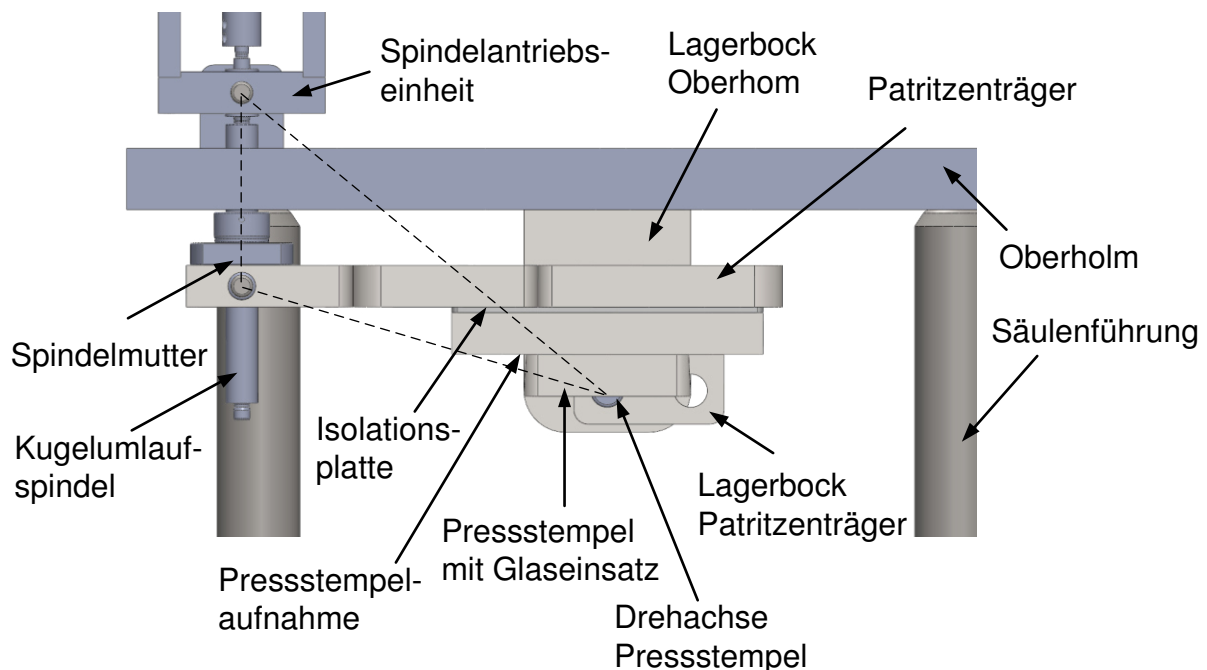 Spindelantriebs-
einheit
Lagerbock
Oberhom
Patritzenträger
Oberholm
Säulenführung
Spindelmutter
Kugelumlauf-
spindel
Isolations-
platte
Pressstempel-
aufnahme
Pressstempel
mit Glaseinsatz
Lagerbock
Patritzenträger
Drehachse
Pressstempel